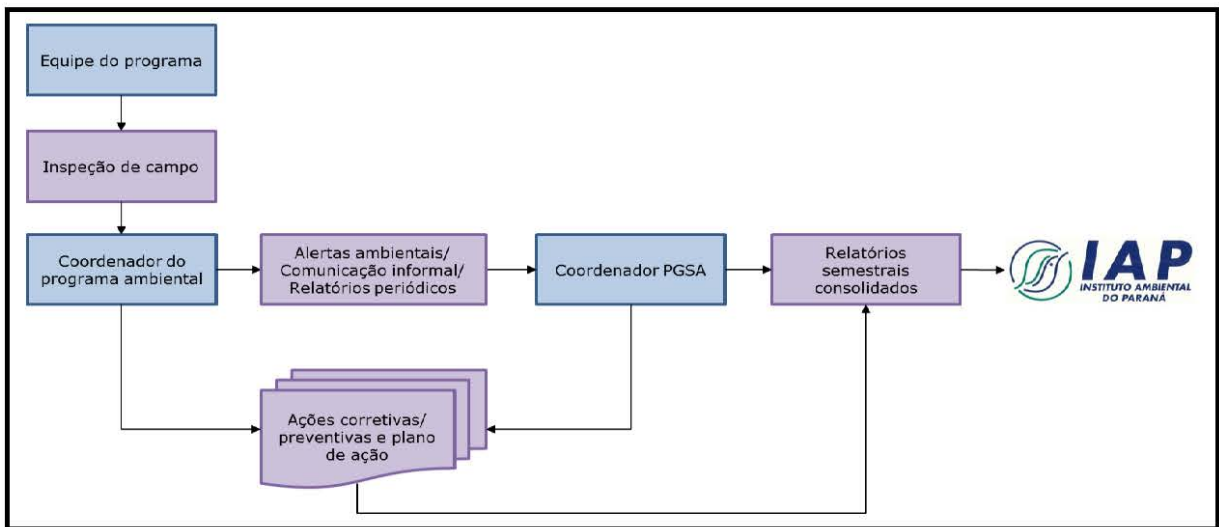 Equipe do programa
Inspeção de campo
Coordenador do
programa ambiental
Alertas ambientais/
Comunicação informal/
Relatórios periódicos
Coordenador PGSA
Relatórios
semestrais
consolidados
IAP
INSTITUTO AMBIENTAL
DO PARANÁ
Ações corretivas/
preventivas e plano
de ação